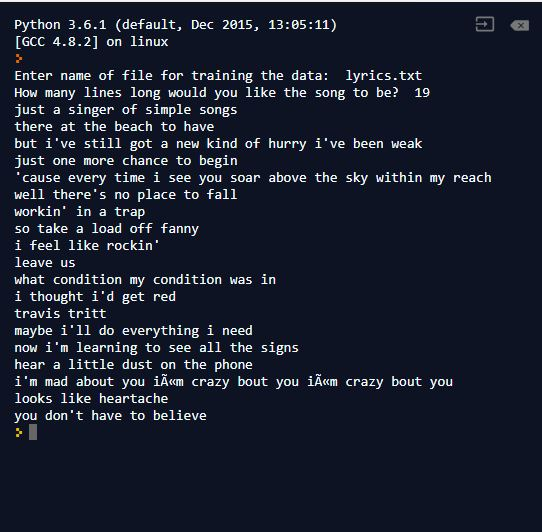 Python 3.6.1 (default, Dec 2015, 13:05:11)
[GCC 4.8.2] on linux
Enter name of file for training the data:  lyrics.txt
How many lines long would you like the song to be?  19
just a singer of simple songs
there at the beach to have
but i've still got a new kind of hurry i've been weak
just one more chance to begin
'cause every time i see you soar above the sky within my reach
well there's no place to fall
workin' in a trap
so take a load off fanny
i feel like rockin'
leave us
what condition my condition was in
i thought i'd get red
travis tritt
maybe i'll do everything i need
now i'm learning to see all the signs
hear a little dust on the phone
i'm mad about you iÃ«m crazy bout you iÃ«m crazy bout you
looks like heartache
you don't have to believe